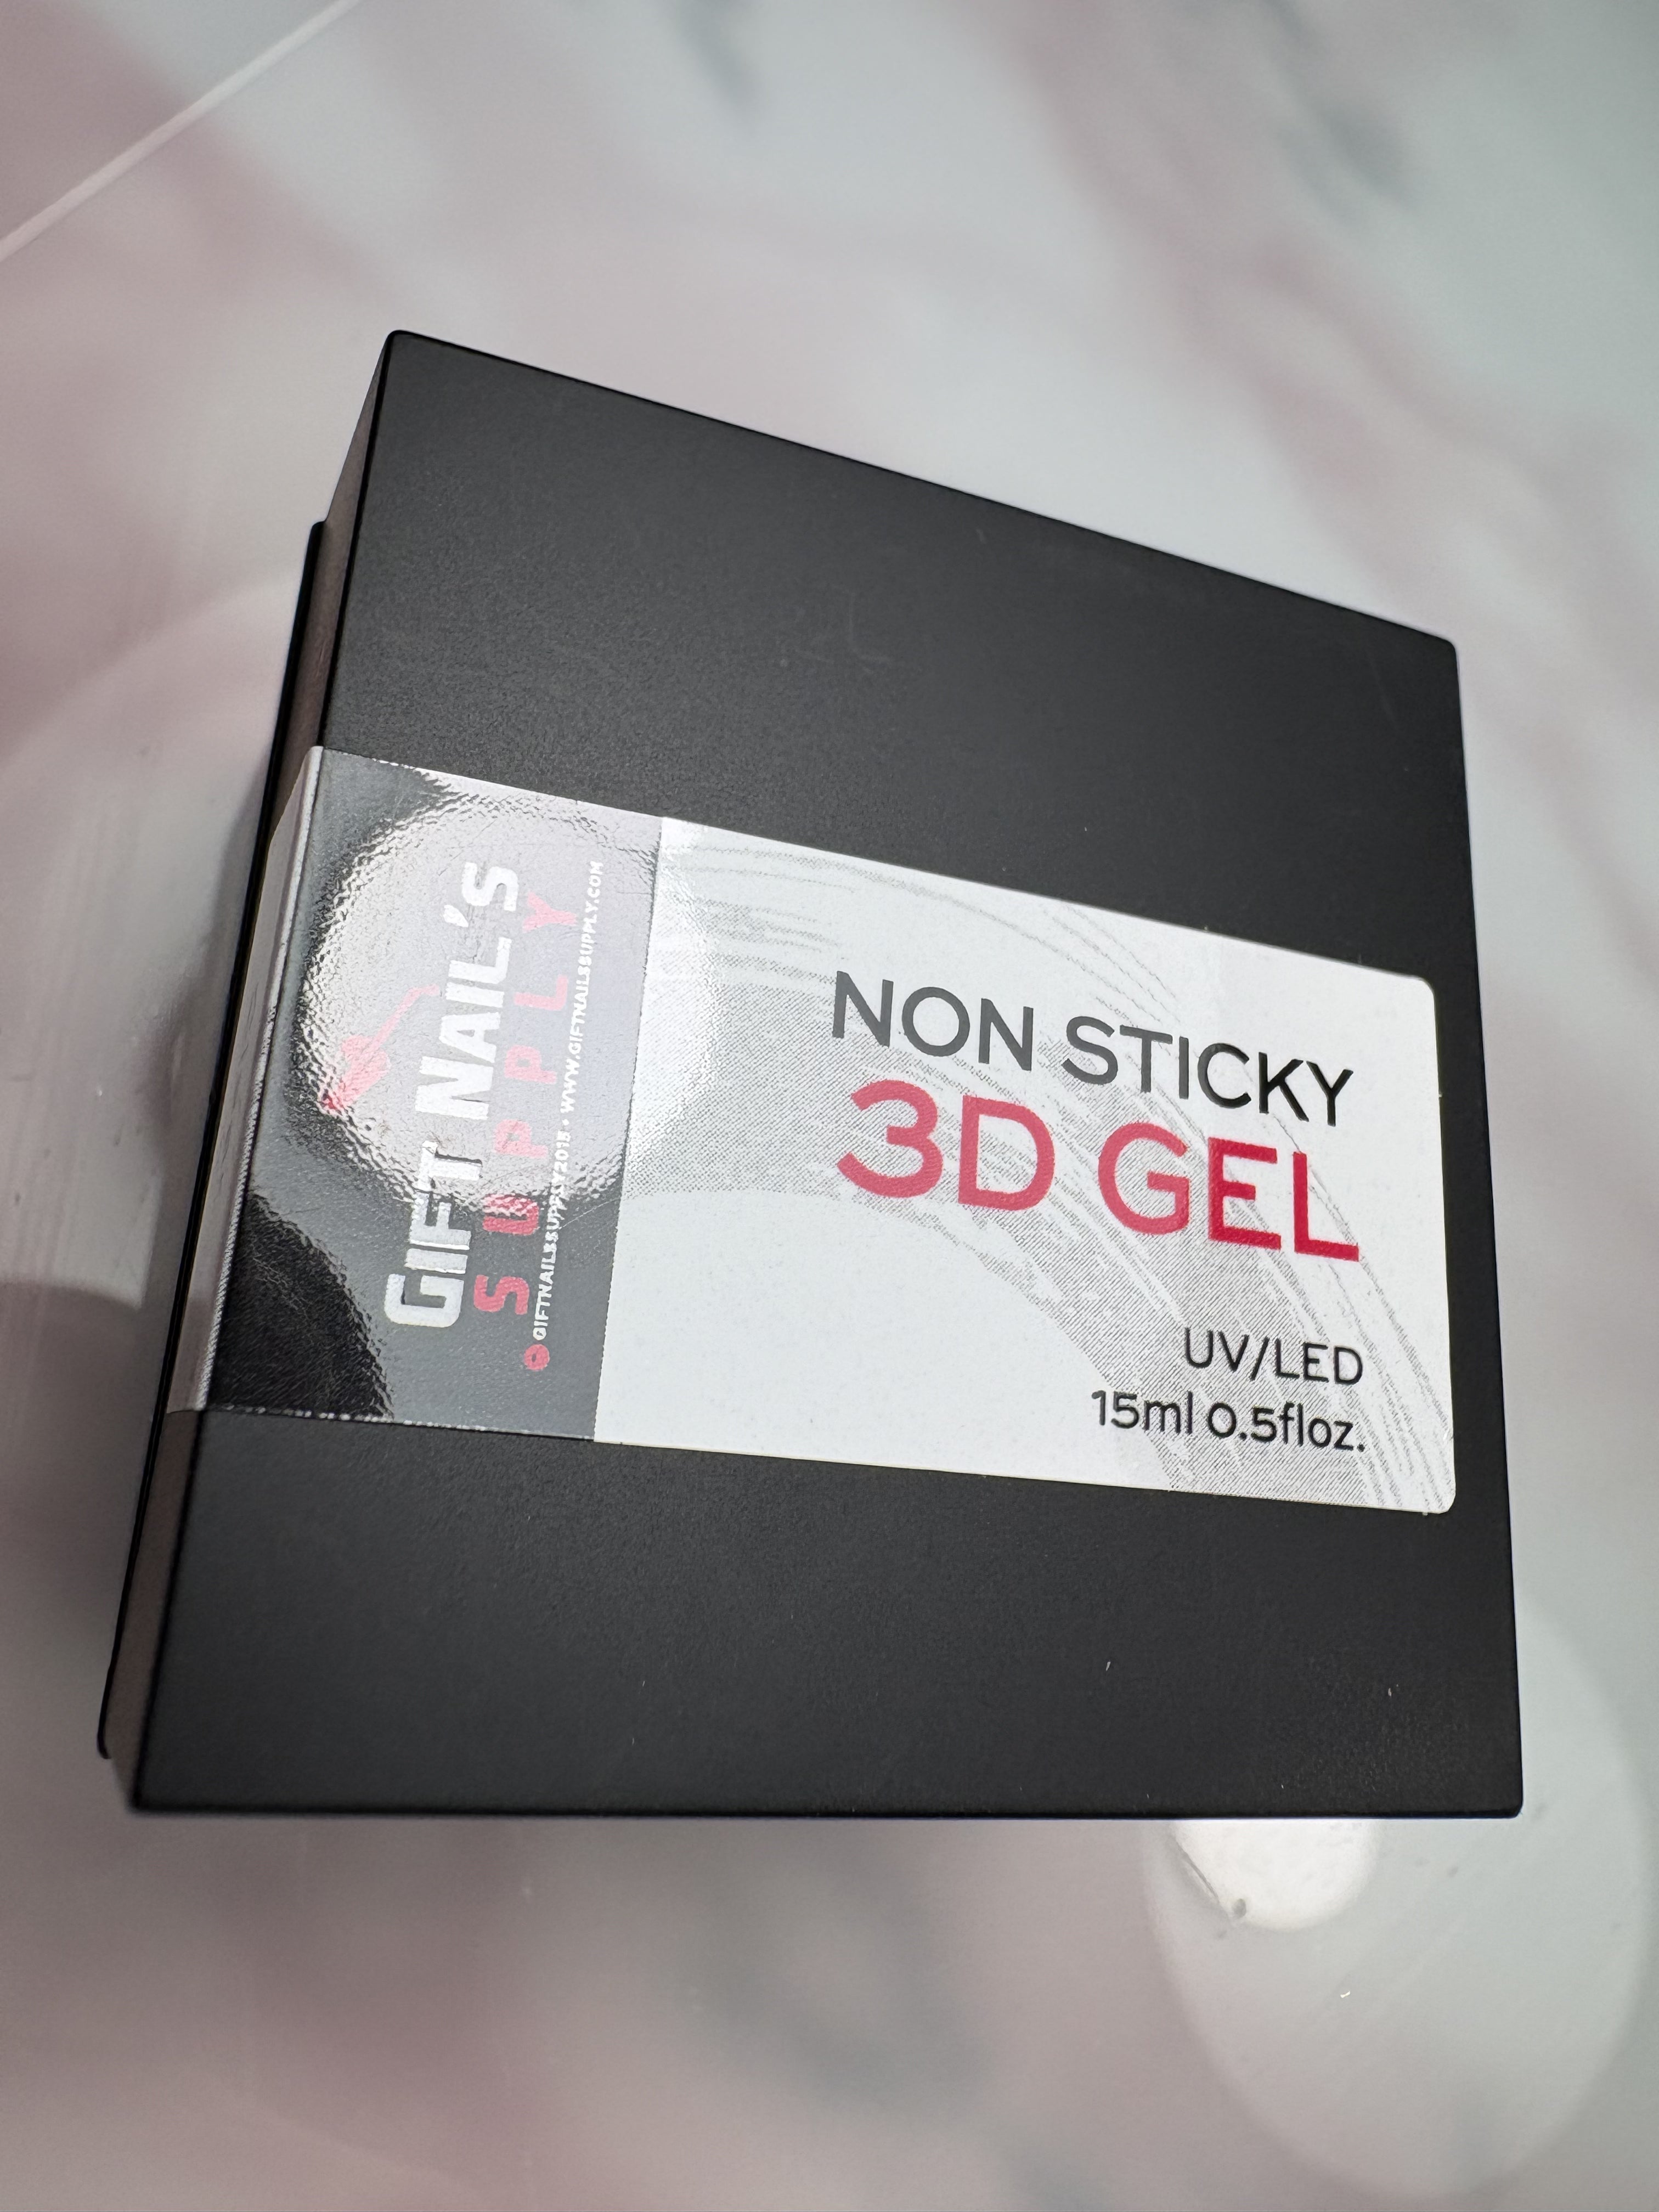 GIFT NAIL'S
SUPPLY
GIFTNAILSSUPPLY2015 • WWW.GIFTNAILSSUPPLY.COM
NON STICKY
3D GEL
UV/LED
15ml 0.5floz.